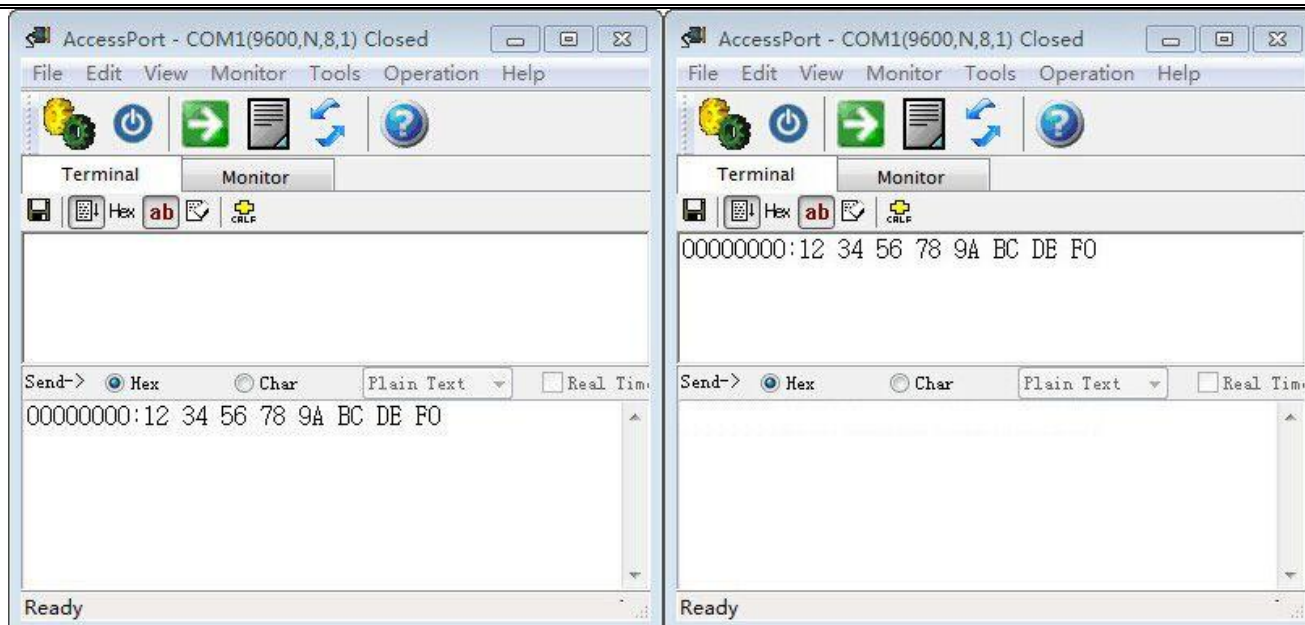 AccessPort - COM1(9600,N,8,1) Closed
File Edit View Monitor Tools Operation Help
Terminal Monitor
Hex ab CRLF
00000000:12 34 56 78 9A BC DE F0
Send-> Hex Char Plain Text Real Tim
Ready
AccessPort - COM1(9600,N,8,1) Closed
File Edit View Monitor Tools Operation Help
Terminal Monitor
Hex ab CRLF
00000000:12 34 56 78 9A BC DE F0
Send-> Hex Char Plain Text Real Tim
Ready